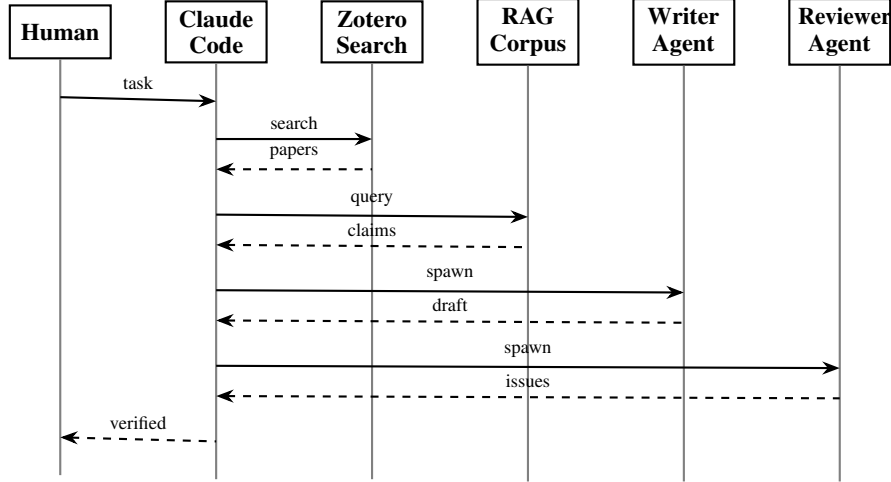 Human
Claude
Code
Zotero
Search
RAG
Corpus
Writer
Agent
Reviewer
Agent
task
search
papers
query
claims
spawn
draft
spawn
issues
verified